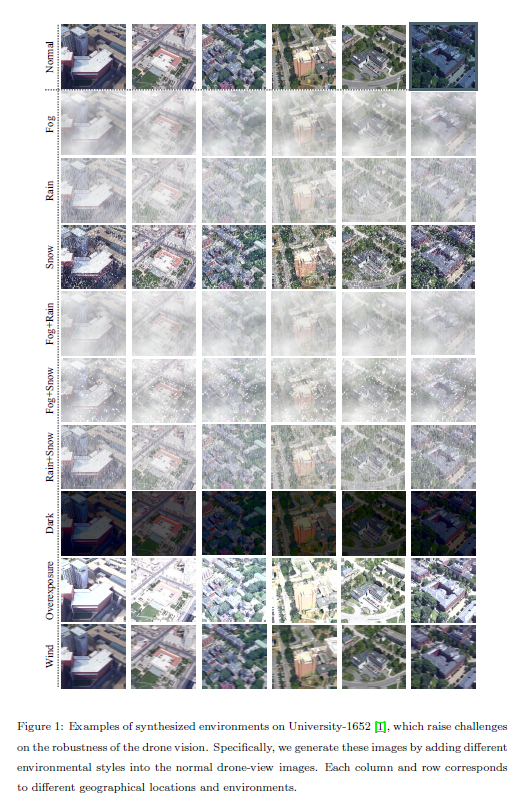 Normal
Fog
Rain
Snow
Fog+Rain
Fog+Snow
Rain+Snow
Dark
Overexposure
Wind
Figure 1: Examples of synthesized environments on University-1652 [1], which raise challenges
on the robustness of the drone vision. Specifically, we generate these images by adding different
environmental styles into the normal drone-view images. Each column and row corresponds
to different geographical locations and environments.